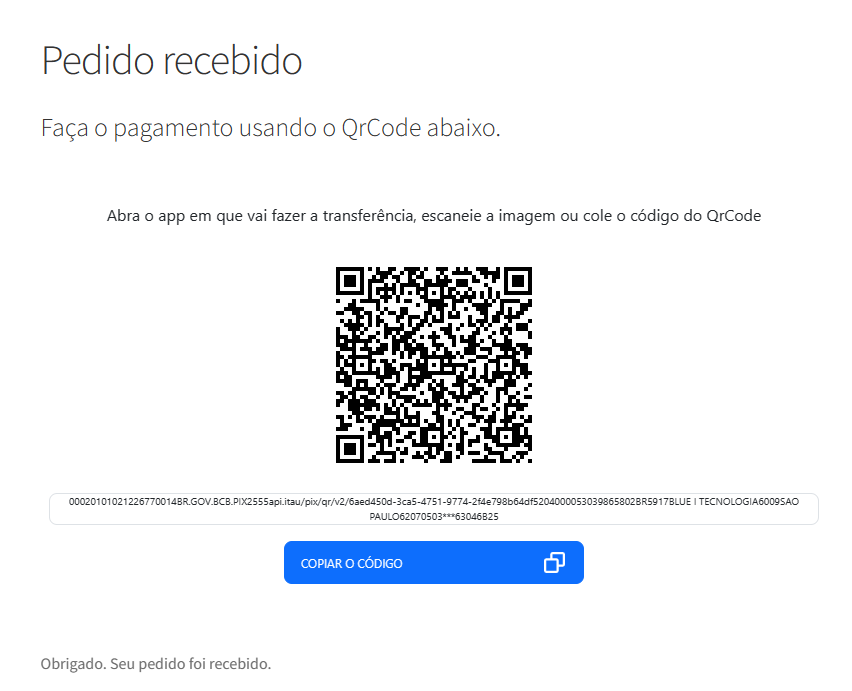 Pedido recebido
Faça o pagamento usando o QrCode abaixo.
Abra o app em que vai fazer a transferência, escaneie a imagem ou cole o código do QrCode
00020101021226770014BR.GOV.BCB.PIX2555api.itau/pix/qr/v2/6aed450d-3ca5-4751-9774-2f4e798b64df5204000053039865802BR5917BLUE I TECNOLOGIA6009SAO
PAULO62070503***63046B25
COPIAR O CÓDIGO
Obrigado. Seu pedido foi recebido.